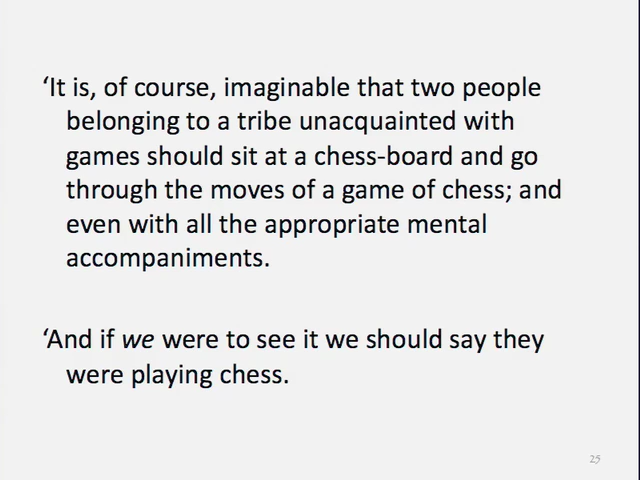 ‘It is, of course, imaginable that two people
belonging to a tribe unacquainted with
games should sit at a chess-board and go
through the moves of a game of chess; and
even with all the appropriate mental
accompaniments.
‘And if we were to see it we should say they
were playing chess.
25